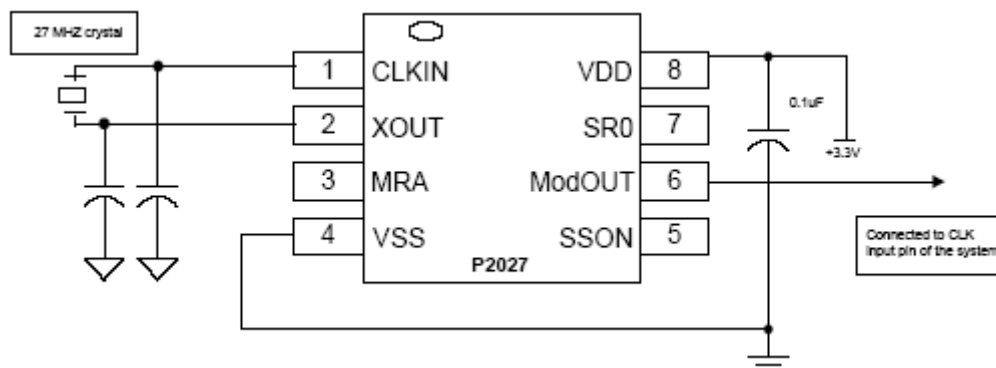 27 MHZ crystal
1 CLKIN
2 XOUT
3 MRA
4 VSS
VDD 8
SR0 7
ModOUT 6
SSON 5
P2027
0.1uF
+3.3V
Connected to CLK
Input pin of the system